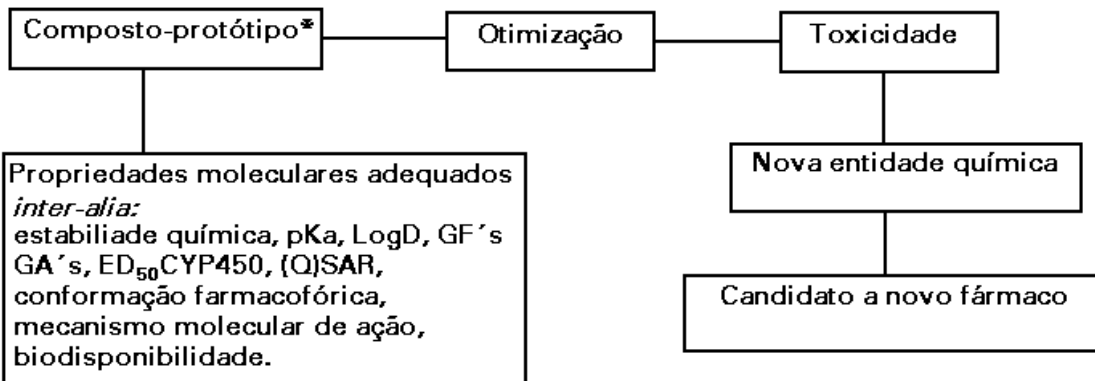 Composto-protótipo*
Otimização
Toxicidade
Propriedades moleculares adequados
inter-alia:
estabiliade química, pKa, LogD, GF´s
GA´s, ED₅₀CYP450, (Q)SAR,
conformação farmacofórica,
mecanismo molecular de ação,
biodisponibilidade.
Nova entidade química
Candidato a novo fármaco